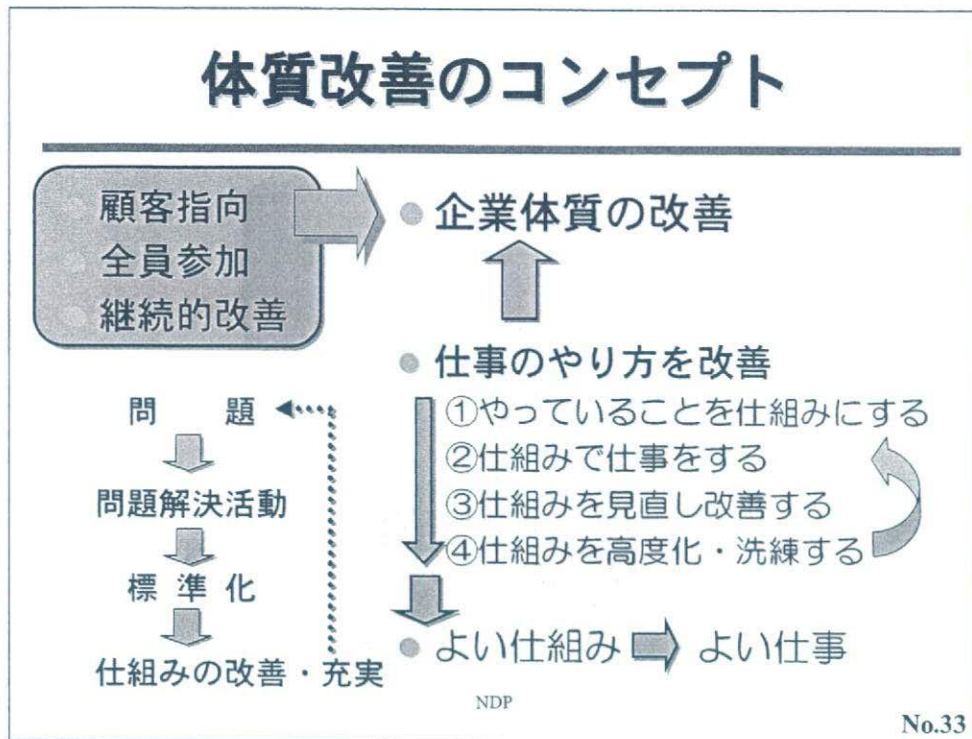 体質改善のコンセプト
顧客指向
全員参加
継続的改善
企業体質の改善
仕事のやり方を改善
①やっていることを仕組みにする
②仕組みで仕事をする
③仕組みを見直し改善する
④仕組みを高度化・洗練する
よい仕組み よい仕事
問 題
問題解決活動
標 準 化
仕組みの改善・充実
NDP
No.33